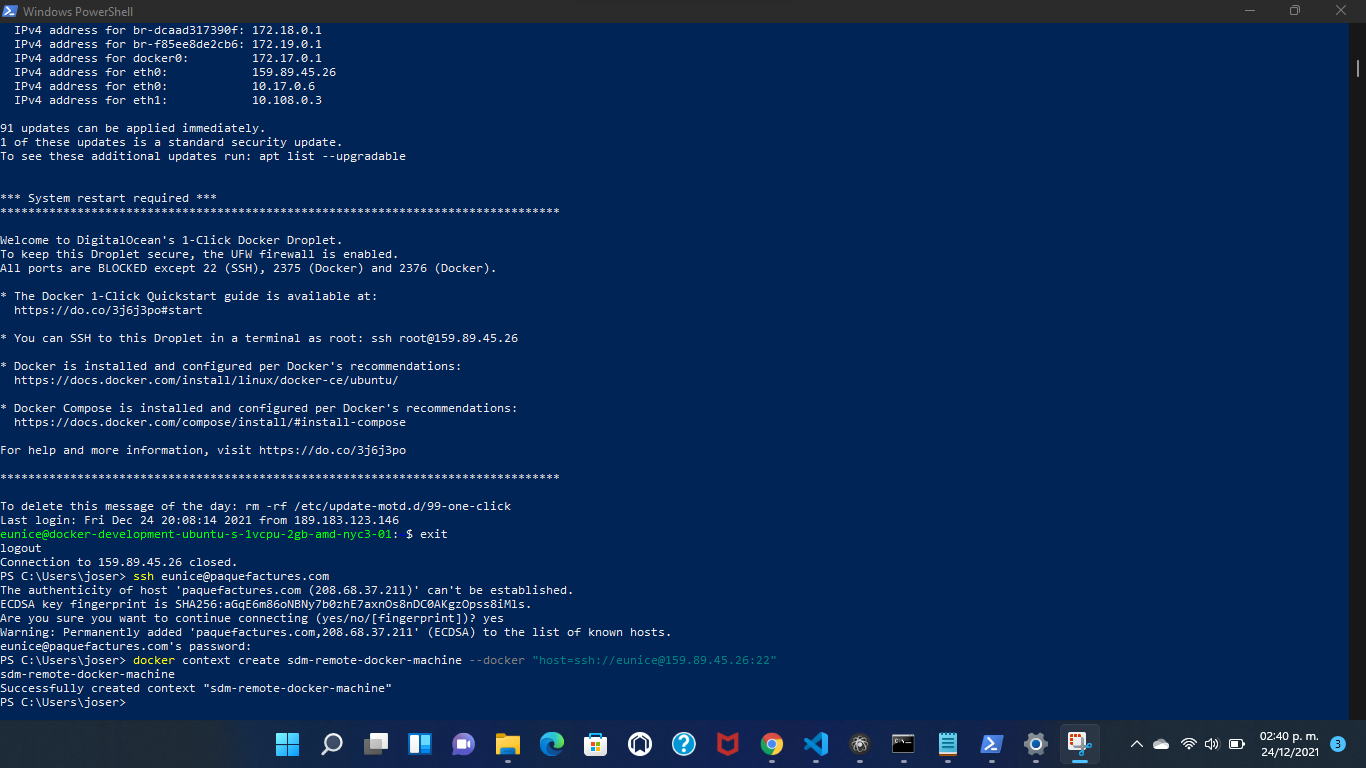 Windows PowerShell
IPv4 address for br-dcaad317390f: 172.18.0.1
IPv4 address for br-f85ee8de2cb6: 172.19.0.1
IPv4 address for docker0: 172.17.0.1
IPv4 address for eth0: 159.89.45.26
IPv4 address for eth0: 10.17.0.6
IPv4 address for eth1: 10.108.0.3
91 updates can be applied immediately.
1 of these updates is a standard security update.
To see these additional updates run: apt list --upgradable
*** System restart required ***
********************************************************************************
Welcome to DigitalOcean's 1-Click Docker Droplet.
To keep this Droplet secure, the UFW firewall is enabled.
All ports are BLOCKED except 22 (SSH), 2375 (Docker) and 2376 (Docker).
* The Docker 1-Click Quickstart guide is available at:
https://do.co/3j6j3po#start
* You can SSH to this Droplet in a terminal as root: ssh root@159.89.45.26
* Docker is installed and configured per Docker's recommendations:
https://docs.docker.com/install/linux/docker-ce/ubuntu/
* Docker Compose is installed and configured per Docker's recommendations:
https://docs.docker.com/compose/install/#install-compose
For help and more information, visit https://do.co/3j6j3po
********************************************************************************
To delete this message of the day: rm -rf /etc/update-motd.d/99-one-click
Last login: Fri Dec 24 20:08:14 2021 from 189.183.123.146
eunice@docker-development-ubuntu-s-1vcpu-2gb-amd-nyc3-01:~$ exit
logout
Connection to 159.89.45.26 closed.
PS C:\Users\joser> ssh eunice@paquefactures.com
The authenticity of host 'paquefactures.com (208.68.37.211)' can't be established.
ECDSA key fingerprint is SHA256:aGqE6m86oNBNy7b0zhE7axnOs8nDC0AKgzOpss8iMls.
Are you sure you want to continue connecting (yes/no/[fingerprint])? yes
Warning: Permanently added 'paquefactures.com,208.68.37.211' (ECDSA) to the list of known hosts.
eunice@paquefactures.com's password:
PS C:\Users\joser> docker context create sdm-remote-docker-machine --docker "host=ssh://eunice@159.89.45.26:22"
sdm-remote-docker-machine
Successfully created context "sdm-remote-docker-machine"
PS C:\Users\joser>
02:40 p. m.
24/12/2021
3